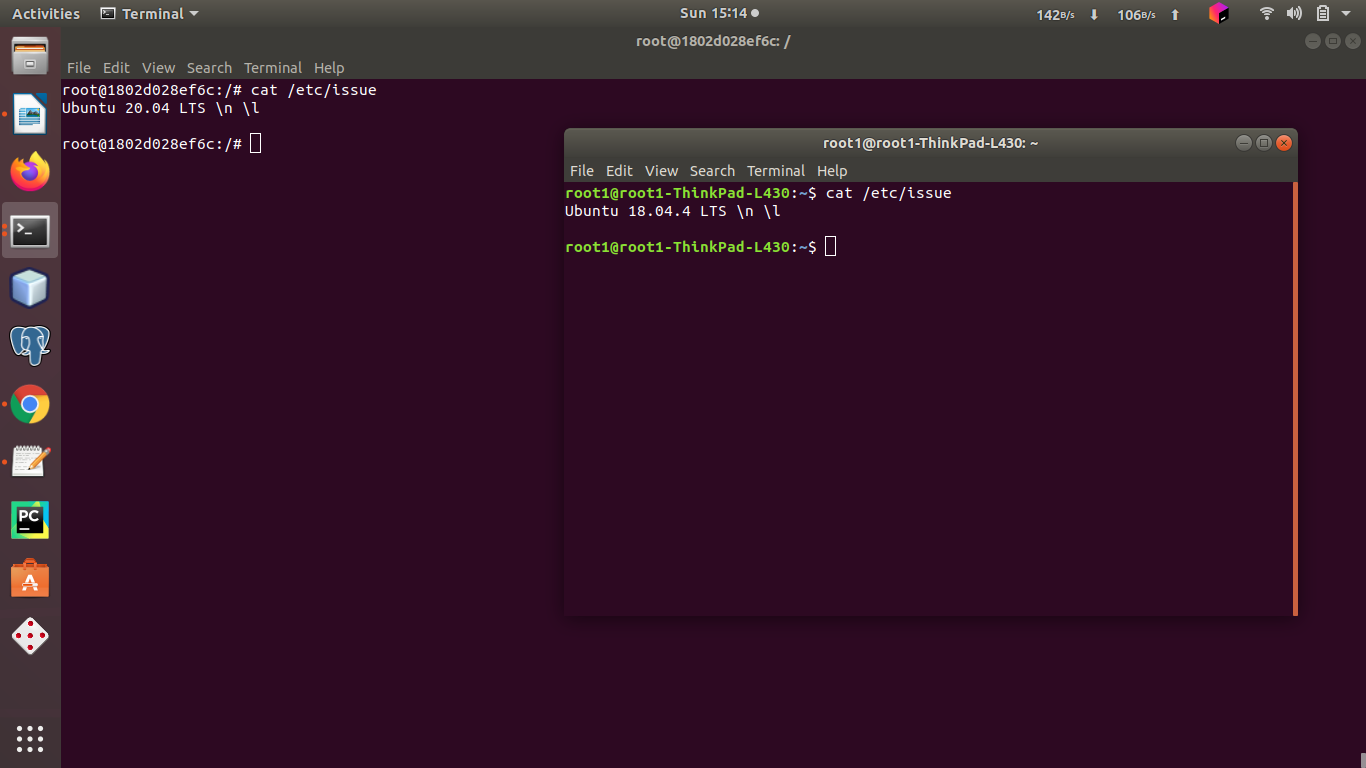 Activities Terminal Sun 15:14 142B/s 106B/s
root@1802d028ef6c: /
File Edit View Search Terminal Help
root@1802d028ef6c:/# cat /etc/issue
Ubuntu 20.04 LTS \n \l
root@1802d028ef6c:/#
root1@root1-ThinkPad-L430: ~
File Edit View Search Terminal Help
root1@root1-ThinkPad-L430:~$ cat /etc/issue
Ubuntu 18.04.4 LTS \n \l
root1@root1-ThinkPad-L430:~$
PC